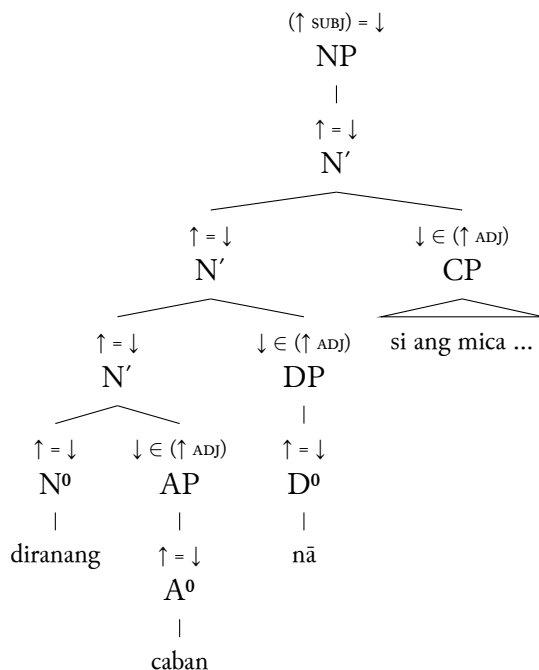 (↑ SUBJ) = ↓
NP
↑ = ↓
N′
↑ = ↓ ↓ ∈ (↑ ADJ)
N′ CP
↑ = ↓ ↓ ∈ (↑ ADJ) si ang mica ...
N′ DP
↑ = ↓ ↓ ∈ (↑ ADJ) ↑ = ↓
N⁰ AP D⁰
diranang ↑ = ↓ nā
A⁰
caban